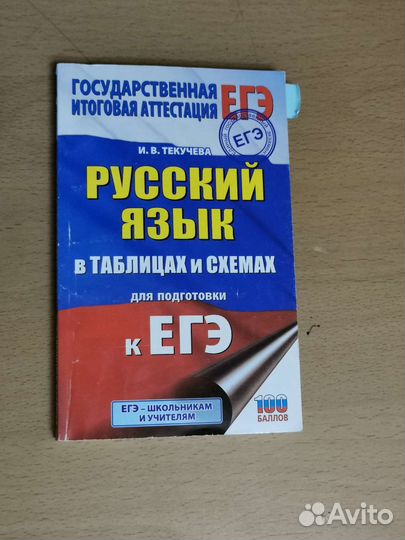 ГОСУДАРСТВЕННАЯ
ИТОГОВАЯ АТТЕСТАЦИЯ
ЕГЭ
ЕГЭ
И. В. ТЕКУЧЕВА
РУССКИЙ
ЯЗЫК
В ТАБЛИЦАХ И СХЕМАХ
для подготовки
к ЕГЭ
ЕГЭ – ШКОЛЬНИКАМ
И УЧИТЕЛЯМ
100
БАЛЛОВ
Avito